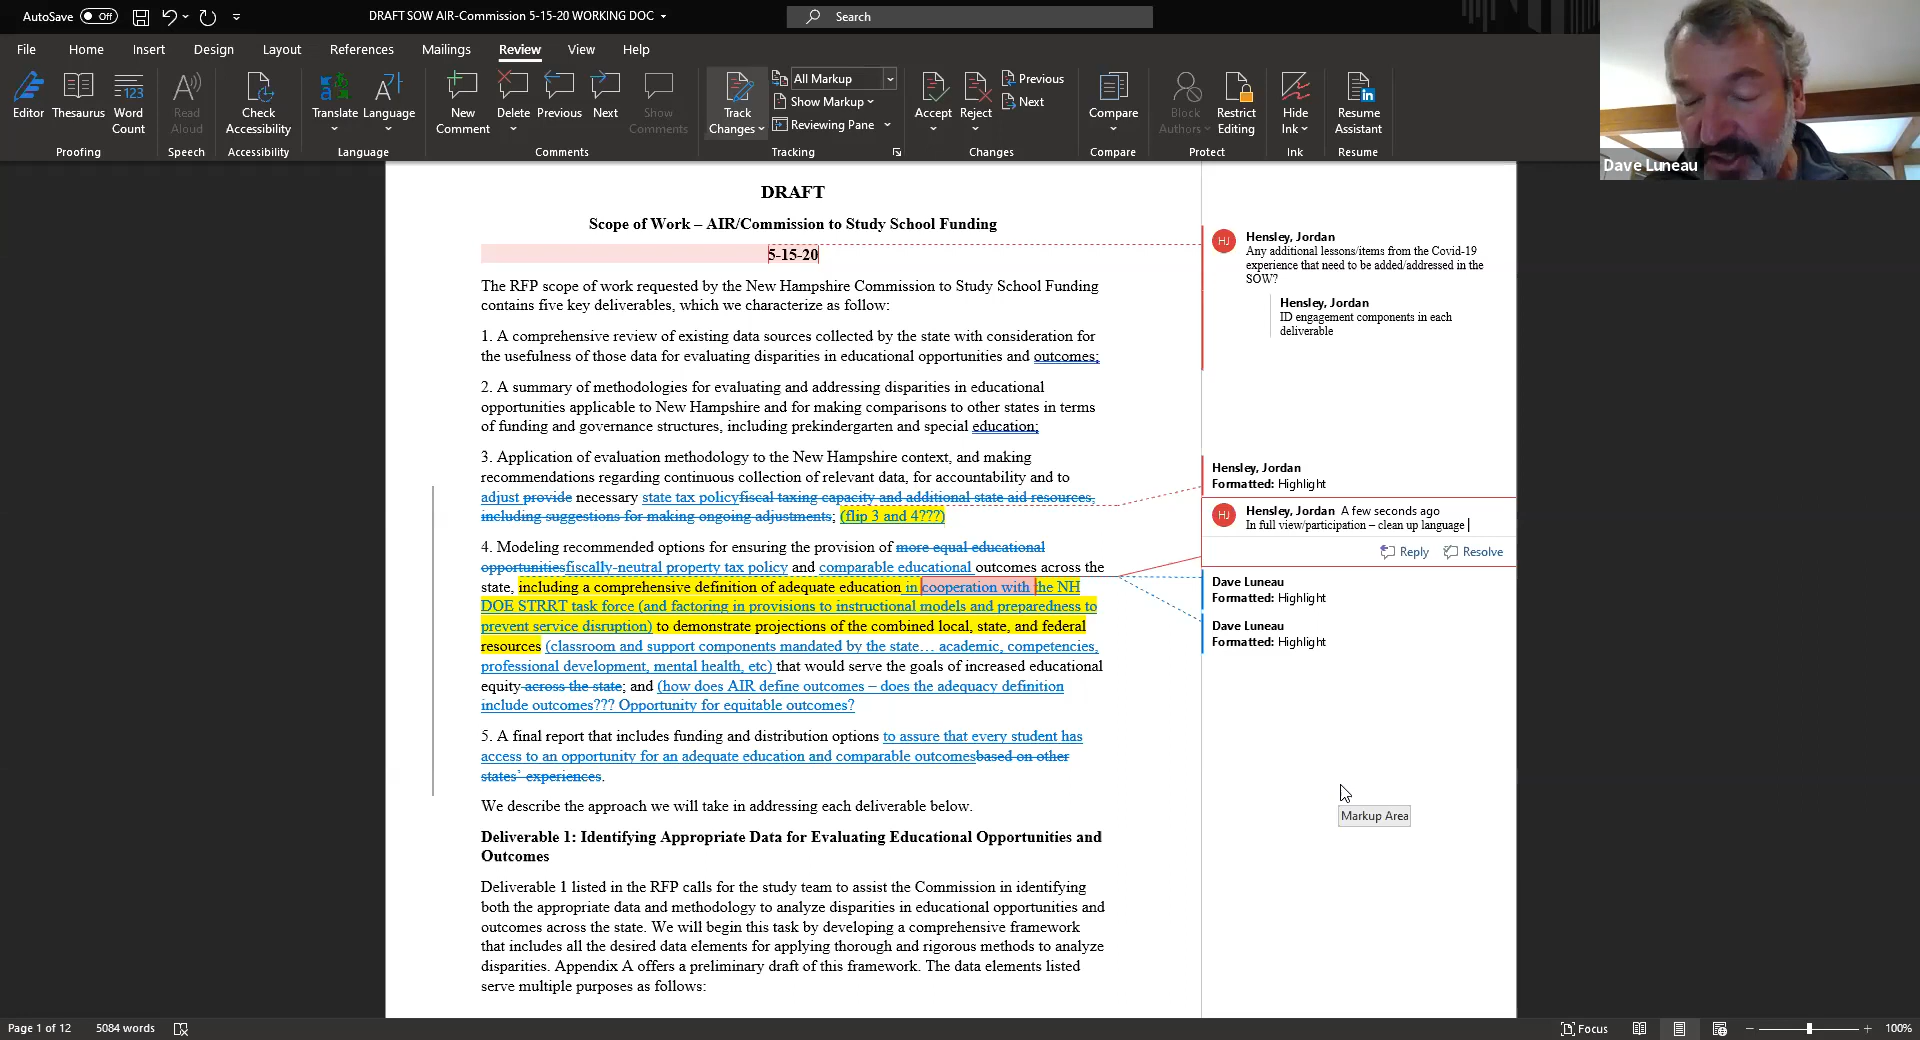 AutoSave Off DRAFT SOW AIR-Commission 5-15-20 WORKING DOC Search
File Home Insert Design Layout References Mailings Review View Help
Editor Thesaurus Word Count
Read Aloud
Check Accessibility
Translate Language
New Comment Delete Previous Next Show Comments
Track Changes
All Markup
Show Markup
Reviewing Pane
Accept Reject
Previous
Next
Compare
Block Authors
Restrict Editing
Hide Ink
Resume Assistant
Proofing Speech Accessibility Language Comments Tracking Changes Compare Protect Ink Resume
Dave Luneau
DRAFT
Scope of Work – AIR/Commission to Study School Funding
5-15-20
The RFP scope of work requested by the New Hampshire Commission to Study School Funding
contains five key deliverables, which we characterize as follow:
1. A comprehensive review of existing data sources collected by the state with consideration for
the usefulness of those data for evaluating disparities in educational opportunities and outcomes;
2. A summary of methodologies for evaluating and addressing disparities in educational
opportunities applicable to New Hampshire and for making comparisons to other states in terms
of funding and governance structures, including prekindergarten and special education;
3. Application of evaluation methodology to the New Hampshire context, and making
recommendations regarding continuous collection of relevant data, for accountability and to
adjust provide necessary state tax policyfiscal taxing capacity and additional state aid resources,
including suggestions for making ongoing adjustments; (flip 3 and 4???)
4. Modeling recommended options for ensuring the provision of more equal educational
opportunitiesfiscally-neutral property tax policy and comparable educational outcomes across the
state, including a comprehensive definition of adequate education in cooperation with the NH
DOE STRRT task force (and factoring in provisions to instructional models and preparedness to
prevent service disruption) to demonstrate projections of the combined local, state, and federal
resources (classroom and support components mandated by the state… academic, competencies,
professional development, mental health, etc) that would serve the goals of increased educational
equity across the state; and (how does AIR define outcomes – does the adequacy definition
include outcomes??? Opportunity for equitable outcomes?
5. A final report that includes funding and distribution options to assure that every student has
access to an opportunity for an adequate education and comparable outcomesbased on other
states’ experiences.
We describe the approach we will take in addressing each deliverable below.
Deliverable 1: Identifying Appropriate Data for Evaluating Educational Opportunities and
Outcomes
Deliverable 1 listed in the RFP calls for the study team to assist the Commission in identifying
both the appropriate data and methodology to analyze disparities in educational opportunities and
outcomes across the state. We will begin this task by developing a comprehensive framework
that includes all the desired data elements for applying thorough and rigorous methods to analyze
disparities. Appendix A offers a preliminary draft of this framework. The data elements listed
serve multiple purposes as follows:
HJ
Hensley, Jordan
Any additional lessons/items from the Covid-19
experience that need to be added/addressed in the
SOW?
Hensley, Jordan
ID engagement components in each
deliverable
Hensley, Jordan
Formatted: Highlight
HJ
Hensley, Jordan A few seconds ago
In full view/participation – clean up language
Reply Resolve
Dave Luneau
Formatted: Highlight
Dave Luneau
Formatted: Highlight
Markup Area
Page 1 of 12 5084 words Focus 100%